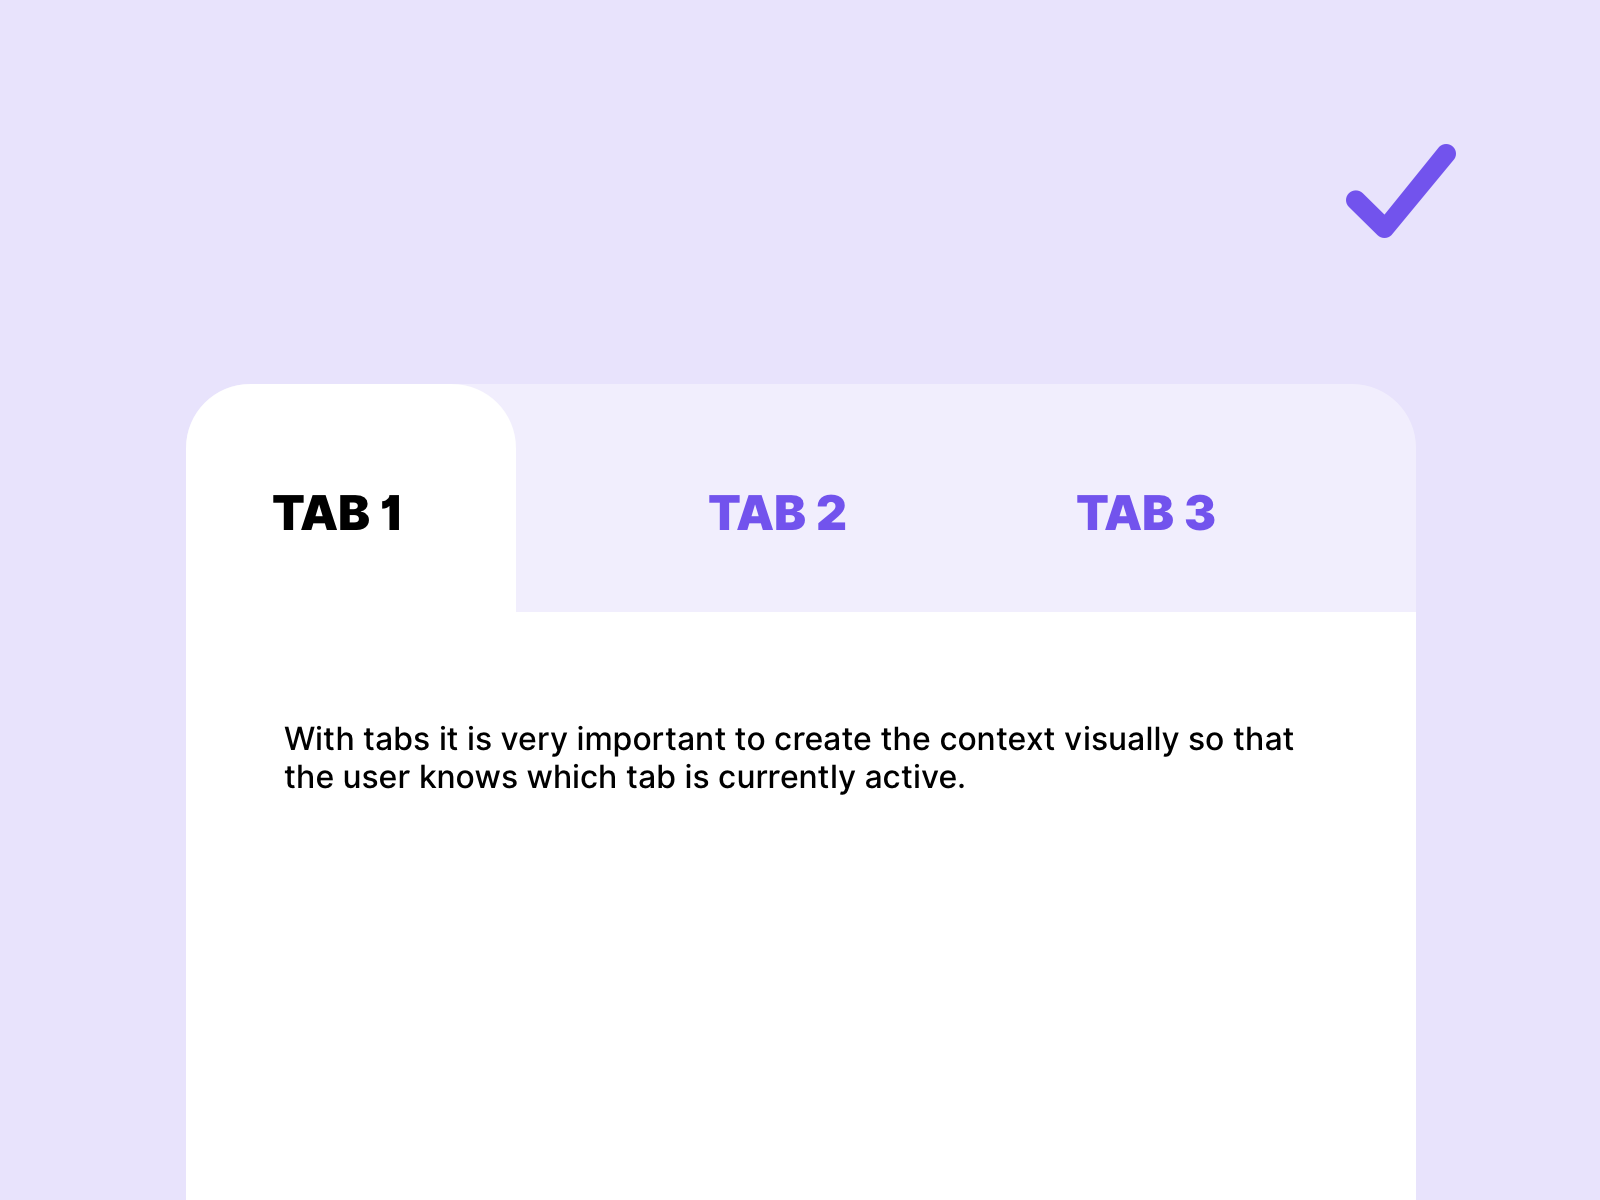 TAB 1 TAB 2 TAB 3
With tabs it is very important to create the context visually so that
the user knows which tab is currently active.